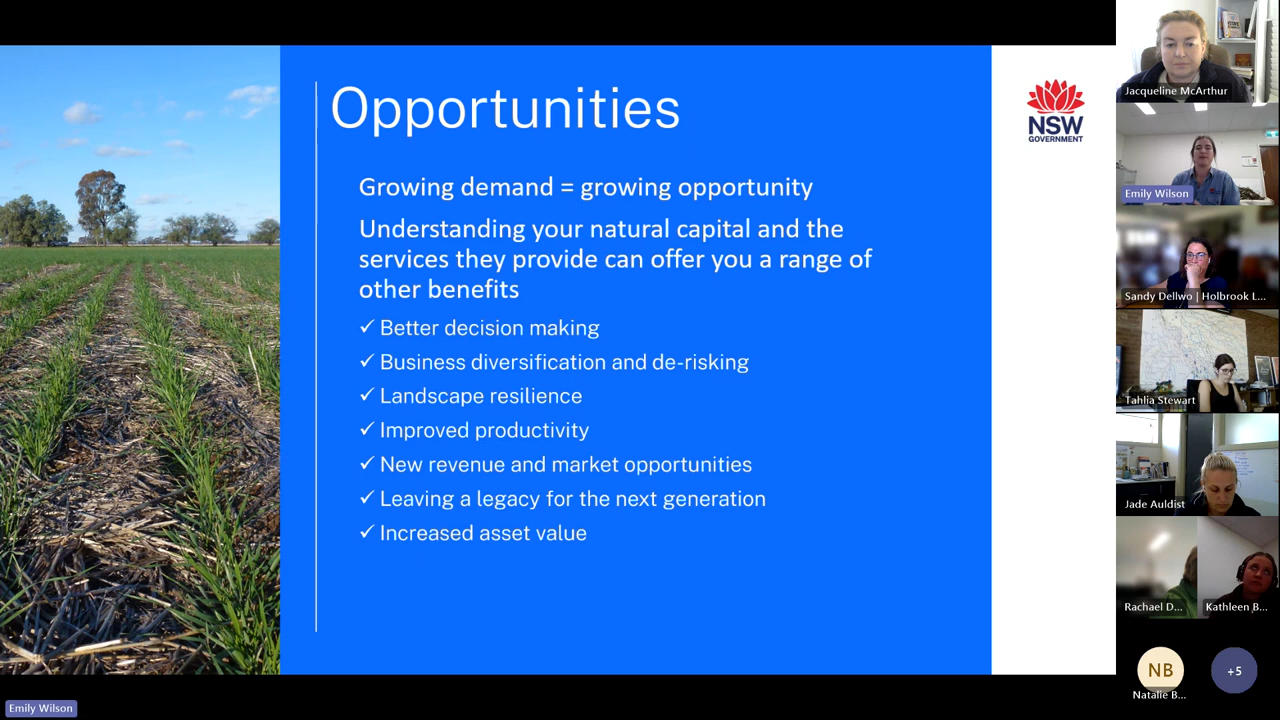 Opportunities
Growing demand = growing opportunity
Understanding your natural capital and the
services they provide can offer you a range of
other benefits
✓ Better decision making
✓ Business diversification and de-risking
✓ Landscape resilience
✓ Improved productivity
✓ New revenue and market opportunities
✓ Leaving a legacy for the next generation
✓ Increased asset value
NSW
GOVERNMENT
Jacqueline McArthur
Emily Wilson
Sandy Dellwo | Holbrook L...
Tahlia Stewart
Jade Auldist
Rachael D...
Kathleen B...
NB
Natalie B...
+5
Emily Wilson